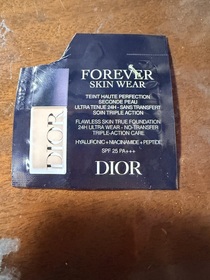 FOREVER
SKIN WEAR
TEINT HAUTE PERFECTION
SECONDE PEAU
ULTRA TENUE 24H - SANS TRANSFERT
SOIN TRIPLE ACTION
FLAWLESS SKIN TRUE FOUNDATION
24H ULTRA WEAR - NO-TRANSFER
TRIPLE-ACTION CARE
HYALURONIC + NIACINAMIDE + PEPTIDE
SPF 25 PA+++
DIOR
DIOR